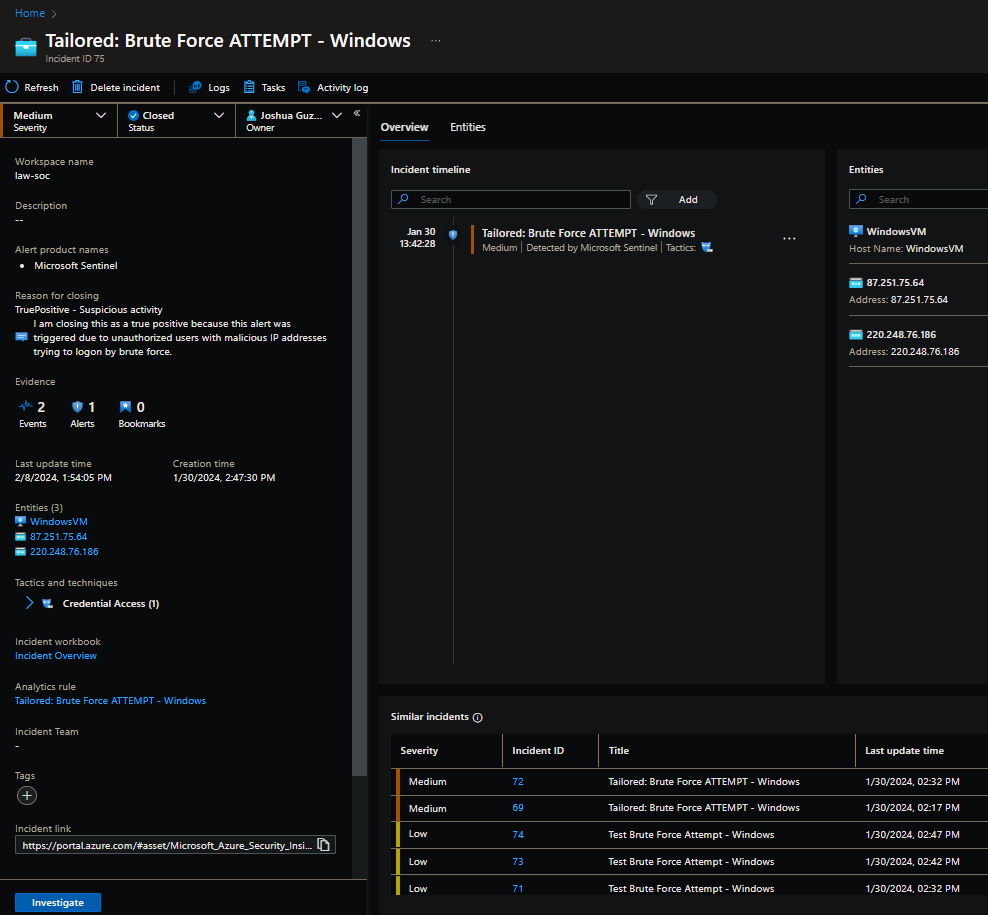 Home
Tailored: Brute Force ATTEMPT - Windows ...
Incident ID 75
Refresh Delete incident Logs Tasks Activity log
Medium Closed Joshua Guz...
Severity Status Owner
Workspace name
law-soc
Description
--
Alert product names
Microsoft Sentinel
Reason for closing
TruePositive - Suspicious activity
I am closing this as a true positive because this alert was
triggered due to unauthorized users with malicious IP addresses
trying to logon by brute force.
Evidence
2 1 0
Events Alerts Bookmarks
Last update time Creation time
2/8/2024, 1:54:05 PM 1/30/2024, 2:47:30 PM
Entities (3)
WindowsVM
87.251.75.64
220.248.76.186
Tactics and techniques
Credential Access (1)
Incident workbook
Incident Overview
Analytics rule
Tailored: Brute Force ATTEMPT - Windows
Incident Team
-
Tags
Incident link
https://portal.azure.com/#asset/Microsoft_Azure_Security_Insi...
Investigate
Overview Entities
Incident timeline
Search Add
Jan 30
13:42:28
Tailored: Brute Force ATTEMPT - Windows
Medium | Detected by Microsoft Sentinel | Tactics:
...
Entities
Search
WindowsVM
Host Name: WindowsVM
87.251.75.64
Address: 87.251.75.64
220.248.76.186
Address: 220.248.76.186
Similar incidents
Severity Incident ID Title Last update time
Medium 72 Tailored: Brute Force ATTEMPT - Windows 1/30/2024, 02:32 PM
Medium 69 Tailored: Brute Force ATTEMPT - Windows 1/30/2024, 02:17 PM
Low 74 Test Brute Force Attempt - Windows 1/30/2024, 02:47 PM
Low 73 Test Brute Force Attempt - Windows 1/30/2024, 02:42 PM
Low 71 Test Brute Force Attempt - Windows 1/30/2024, 02:32 PM